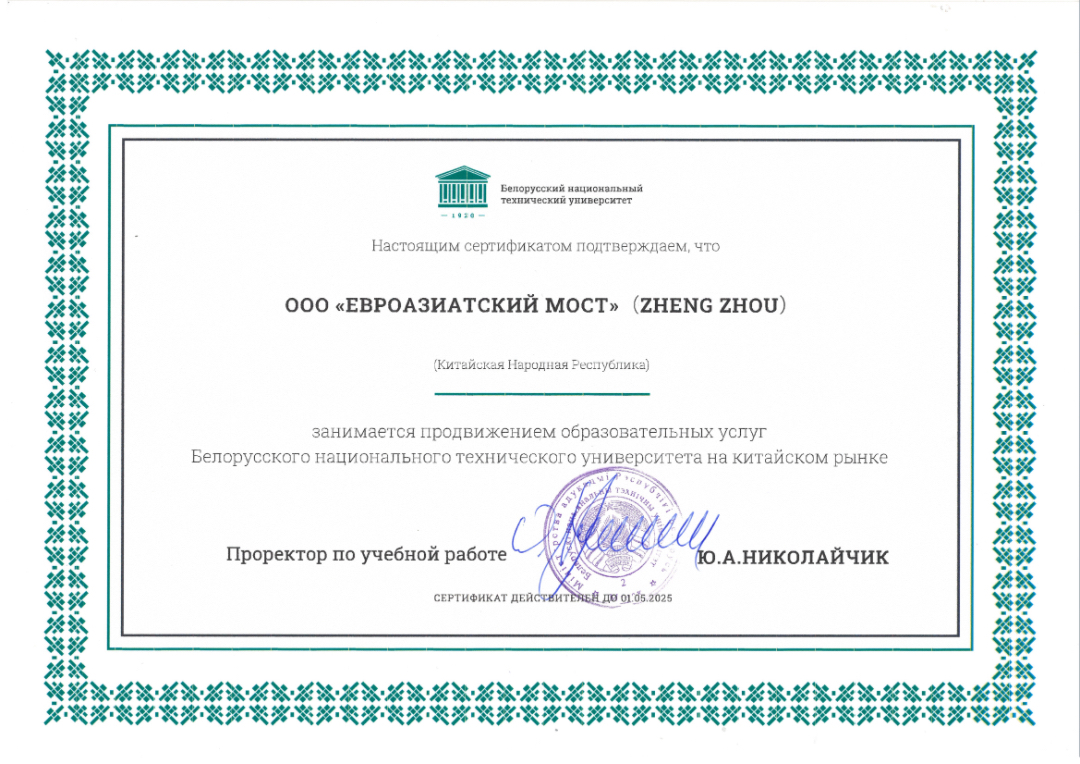 Белорусский национальный
технический университет
1920
Настоящим сертификатом подтверждаем, что
ООО «ЕВРОАЗИАТСКИЙ МОСТ»（ZHENG ZHOU）
(Китайская Народная Республика)
занимается продвижением образовательных услуг
Белорусского национального технического университета на китайском рынке
Проректор по учебной работе
Ю.А.НИКОЛАЙЧИК
СЕРТИФИКАТ ДЕЙСТВИТЕЛЕН ДО 01.05.2025